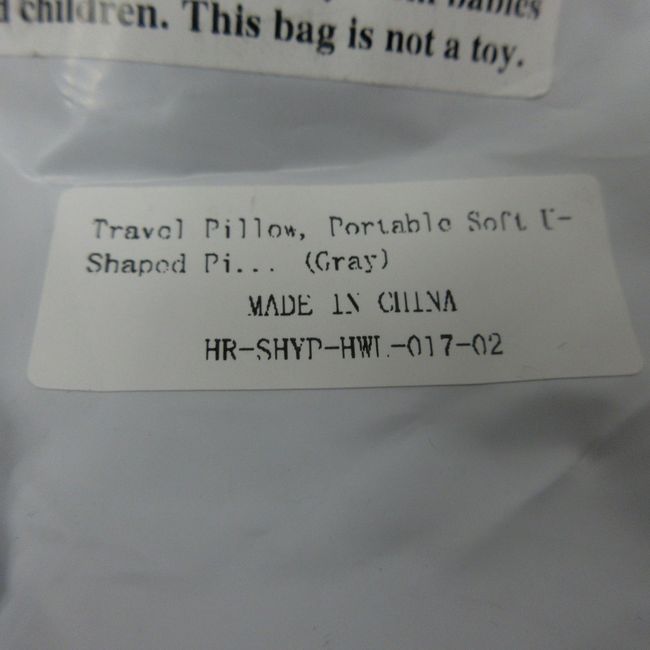 babies
children. This bag is not a toy.
Travel Pillow, Portable Soft U-
Shaped Pi... (Gray)
MADE IN CHINA
HR-SHYP-HWL-017-02